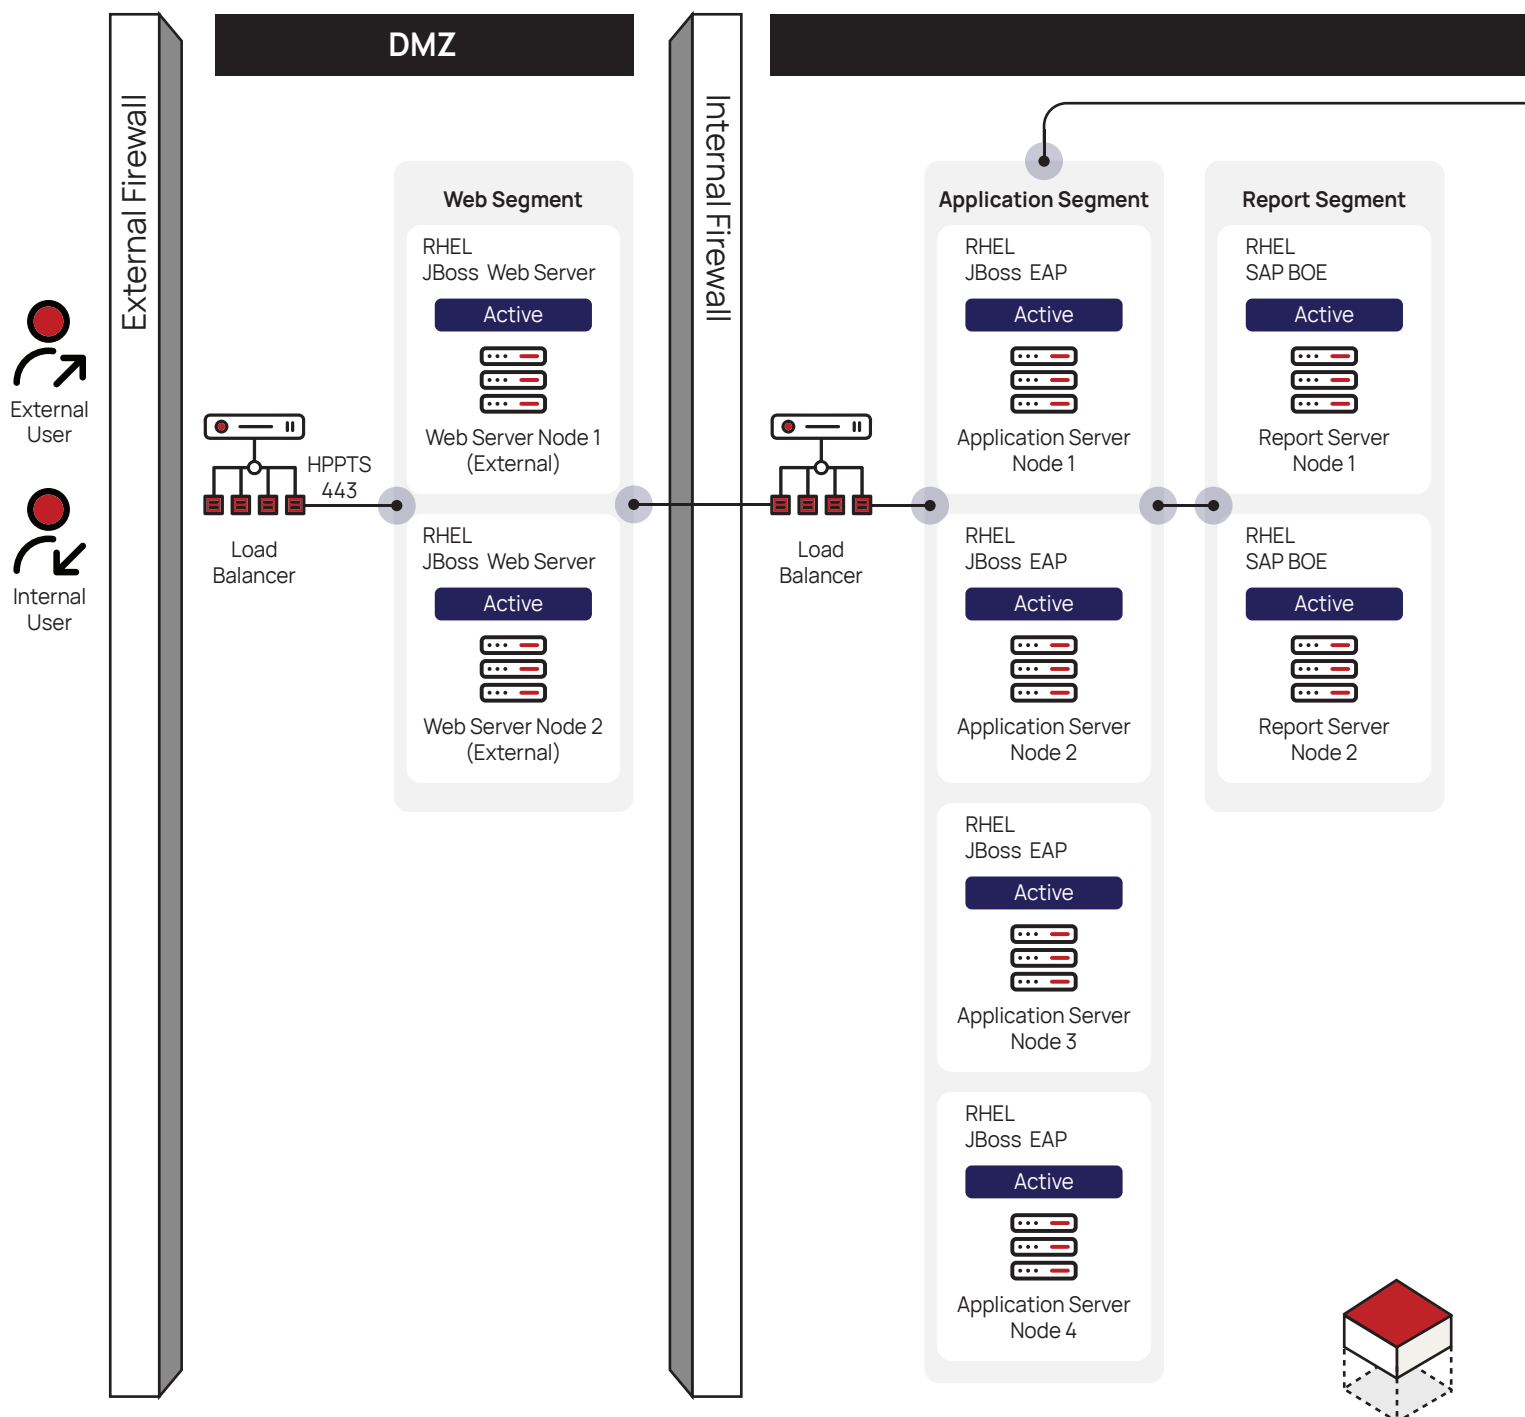 DMZ
External Firewall
Internal Firewall
External
User
Internal
User
Load
Balancer
HPPTS
443
Web Segment
RHEL
JBoss Web Server
Active
Web Server Node 1
(External)
RHEL
JBoss Web Server
Active
Web Server Node 2
(External)
Load
Balancer
Application Segment
RHEL
JBoss EAP
Active
Application Server
Node 1
RHEL
JBoss EAP
Active
Application Server
Node 2
RHEL
JBoss EAP
Active
Application Server
Node 3
RHEL
JBoss EAP
Active
Application Server
Node 4
Report Segment
RHEL
SAP BOE
Active
Report Server
Node 1
RHEL
SAP BOE
Active
Report Server
Node 2